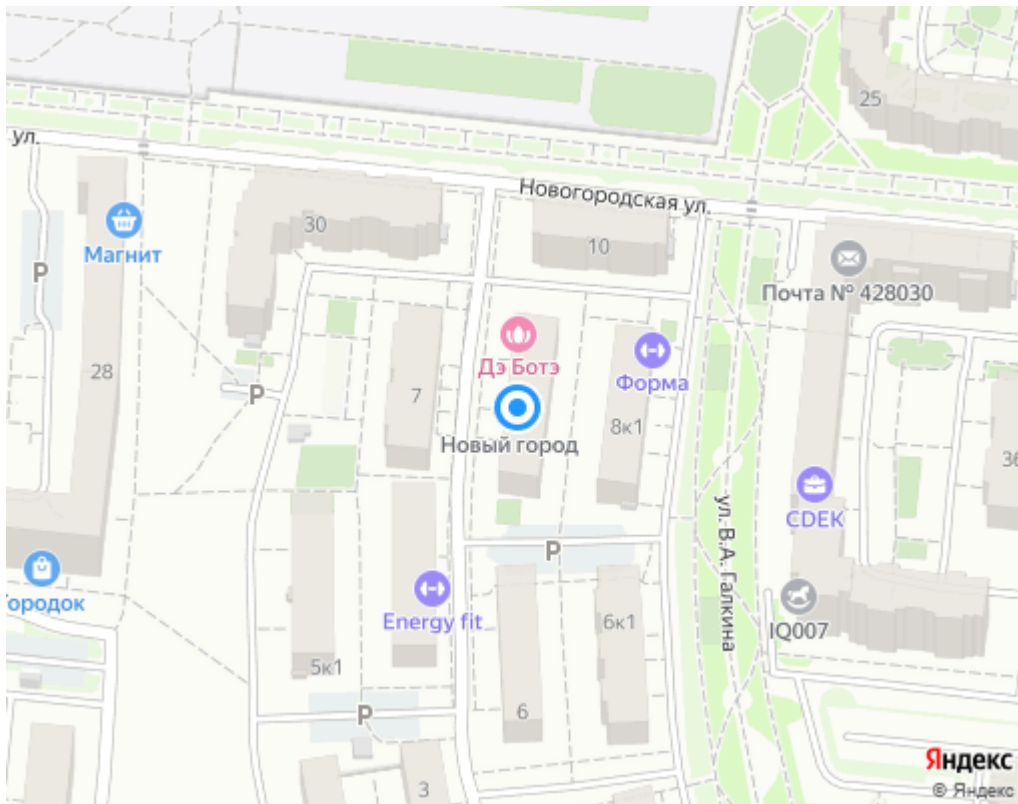 25
ул.
Новогородская ул.
30
10
Магнит
Почта № 428030
P
28
Дэ Ботэ
Форма
P
7
8к1
Новый город
36
CDEK
ул. В.А. Галкина
P
Городок
Energy fit
6к1
IQ007
5к1
6
P
3
Яндекс
© Яндекс